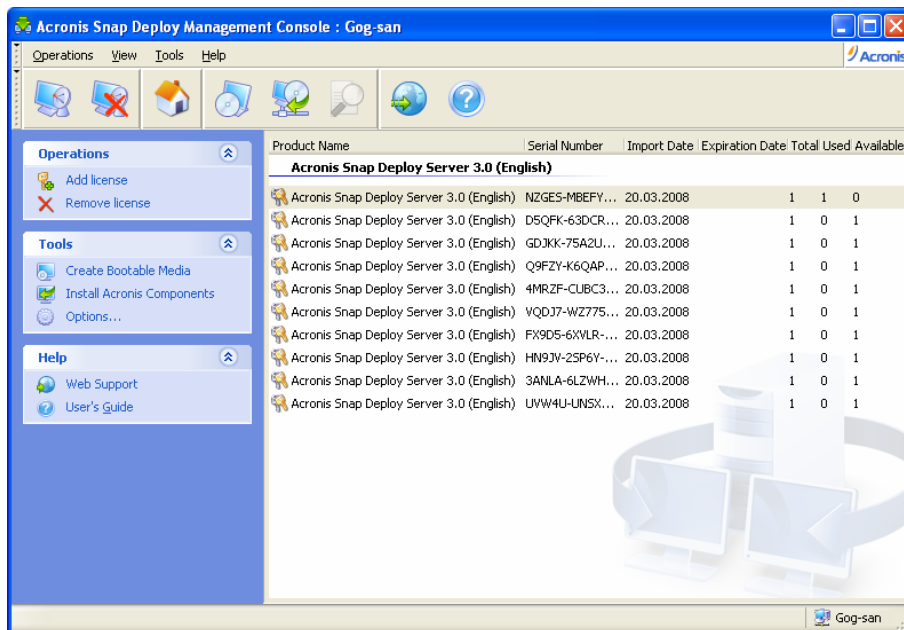 Acronis Snap Deploy Management Console : Gog-san
Operations View Tools Help
Acronis
Operations
Add license
Remove license
Tools
Create Bootable Media
Install Acronis Components
Options...
Help
Web Support
User's Guide
Product Name Serial Number Import Date Expiration Date Total Used Available
Acronis Snap Deploy Server 3.0 (English)
Acronis Snap Deploy Server 3.0 (English) NZGES-MBEFY... 20.03.2008 1 1 0
Acronis Snap Deploy Server 3.0 (English) D5QFK-63DCR... 20.03.2008 1 0 1
Acronis Snap Deploy Server 3.0 (English) GDJKK-75A2U... 20.03.2008 1 0 1
Acronis Snap Deploy Server 3.0 (English) Q9FZY-K6QAP... 20.03.2008 1 0 1
Acronis Snap Deploy Server 3.0 (English) 4MRZF-CUBC3... 20.03.2008 1 0 1
Acronis Snap Deploy Server 3.0 (English) VQDJ7-WZ775... 20.03.2008 1 0 1
Acronis Snap Deploy Server 3.0 (English) FX9D5-6XVLR-... 20.03.2008 1 0 1
Acronis Snap Deploy Server 3.0 (English) HN9JV-2SP6Y-... 20.03.2008 1 0 1
Acronis Snap Deploy Server 3.0 (English) 3ANLA-6LZWH... 20.03.2008 1 0 1
Acronis Snap Deploy Server 3.0 (English) UVW4U-UNSX... 20.03.2008 1 0 1
Gog-san